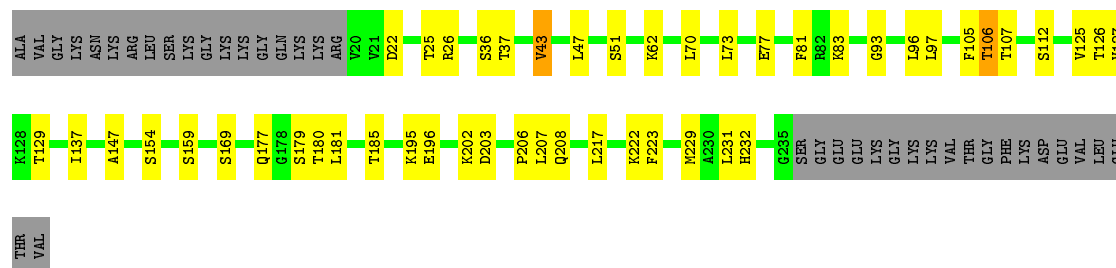 ALA VAL GLY LYS ASN LYS ARG LEU SER LYS GLY LYS LYS GLY GLN LYS LYS ARG V20 V21 D22 T25 R26 S36 T37 V43 L47 S51 K62 L70 L73 E77 F81 R82 K83 G93 L96 L97 F105 T106 T107 S112 V125 T126
K128 T129 I137 A147 S154 S159 S169 Q177 G178 S179 T180 L181 T185 K195 E196 K202 D203 P206 L207 Q208 L217 K222 F223 M229 A230 L231 H232 G235 SER GLY GLU GLU LYS GLY LYS LYS VAL THR GLY PHE LYS ASP GLU VAL LEU
THR VAL